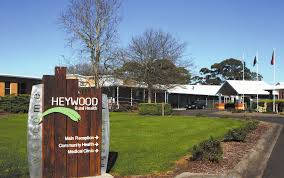 HEYWOOD
Rural Health
Main Reception
Community Health
Medical Clinic